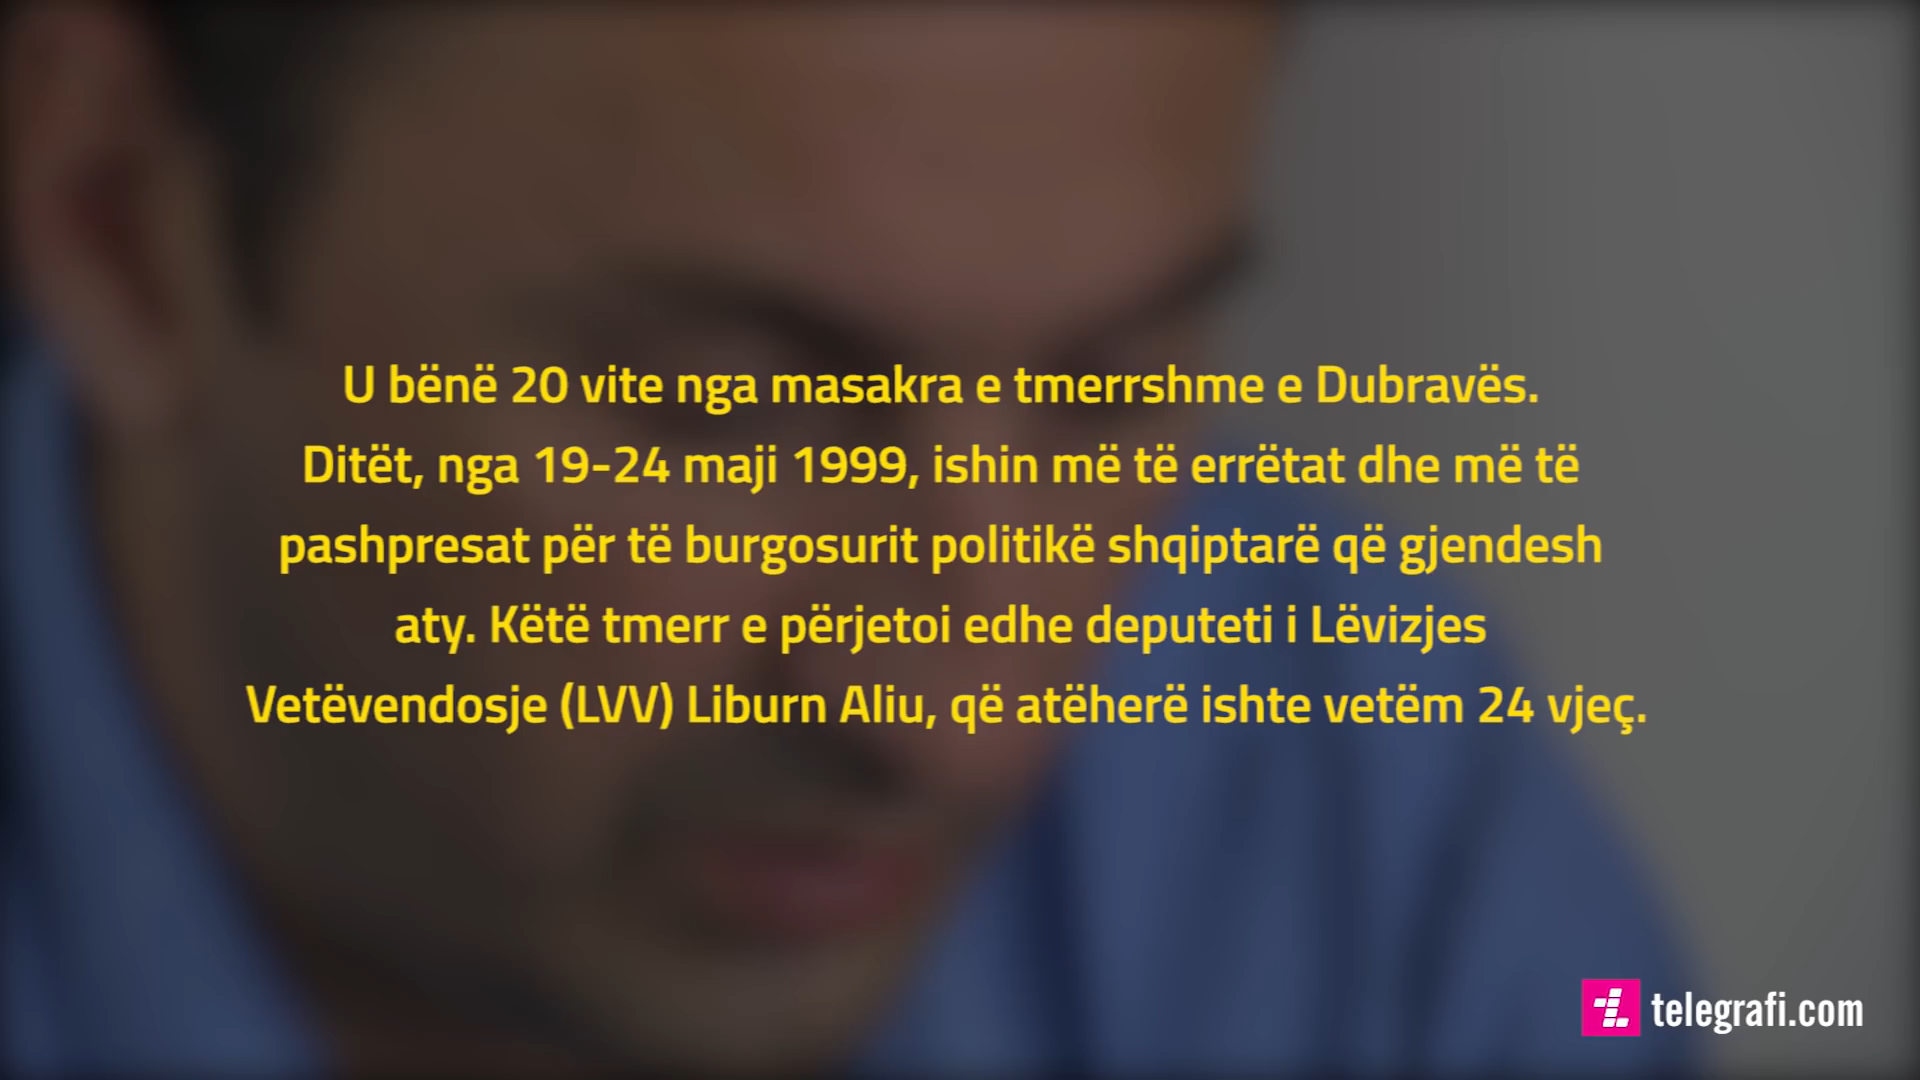 U bënë 20 vite nga masakra e tmerrshme e Dubravës.
Ditët, nga 19-24 maji 1999, ishin më të errëtat dhe më të
pashpresat për të burgosurit politikë shqiptarë që gjendesh
aty. Këtë tmerr e përjetoi edhe deputeti i Lëvizjes
Vetëvendosje (LVV) Liburn Aliu, që atëherë ishte vetëm 24 vjeç.
telegrafi.com